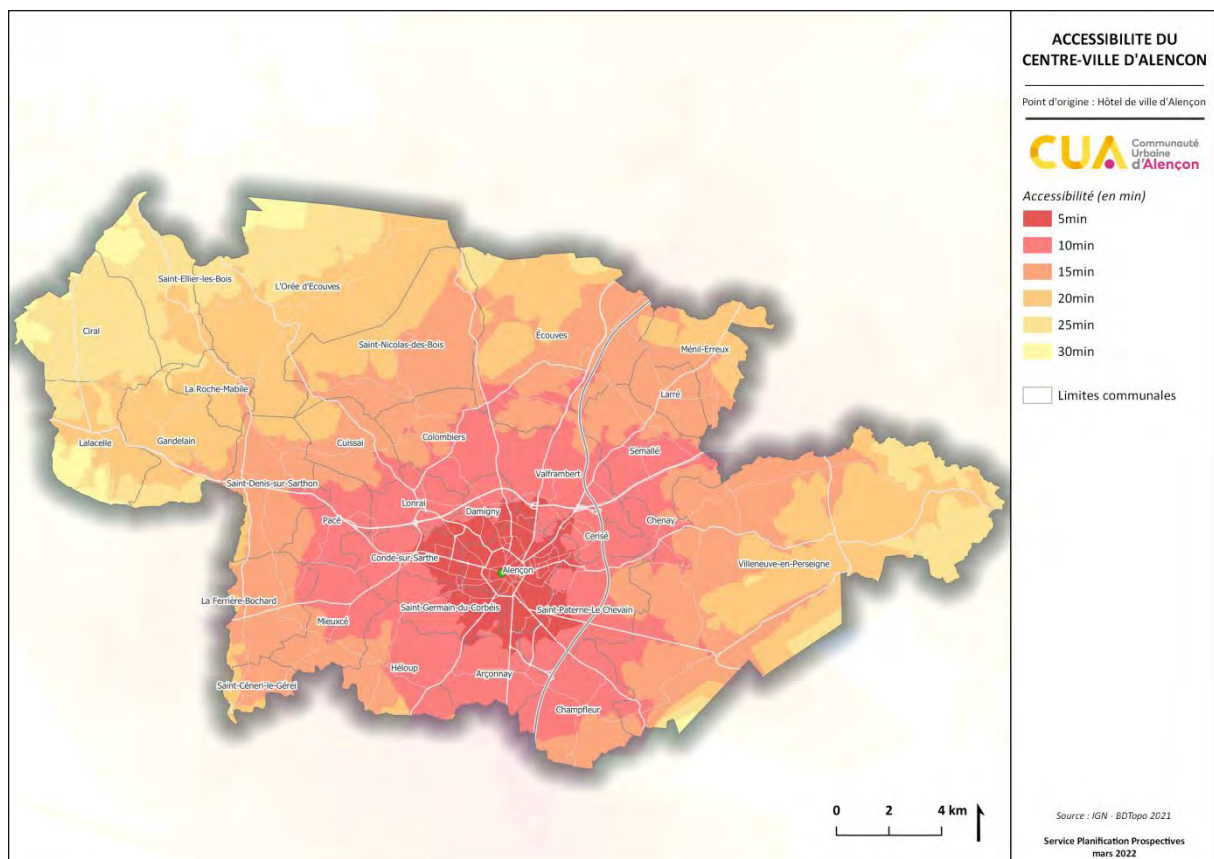 ACCESSIBILITE DU
CENTRE-VILLE D'ALENCON
Point d'origine : Hôtel de ville d'Alençon
CUA
Communauté
Urbaine
d'Alençon
Accessibilité (en min)
5min
10min
15min
20min
25min
30min
Limites communales
Saint-Ellier-les-Bois
L'Orée d'Ecouves
Ciral
Saint-Nicolas-des-Bois
Écouves
Ménil-Erreux
La Roche-Mabile
Larré
Lalacelle
Gandelain
Cuissai
Colombiers
Semallé
Valframbert
Saint-Denis-sur-Sarthon
Lonrai
Damigny
Pacé
Chenay
Cerisé
Condé-sur-Sarthe
Villeneuve-en-Perseigne
Alençon
La Ferrière-Bochard
Saint-Germain-du-Corbéis
Saint-Paterne-Le Chevain
Mieuxcé
Héloup
Arçonnay
Saint-Céneri-le-Gérei
Champfleur
0 2 4 km
Source : IGN - BDTopo 2021
Service Planification Prospectives
mars 2022